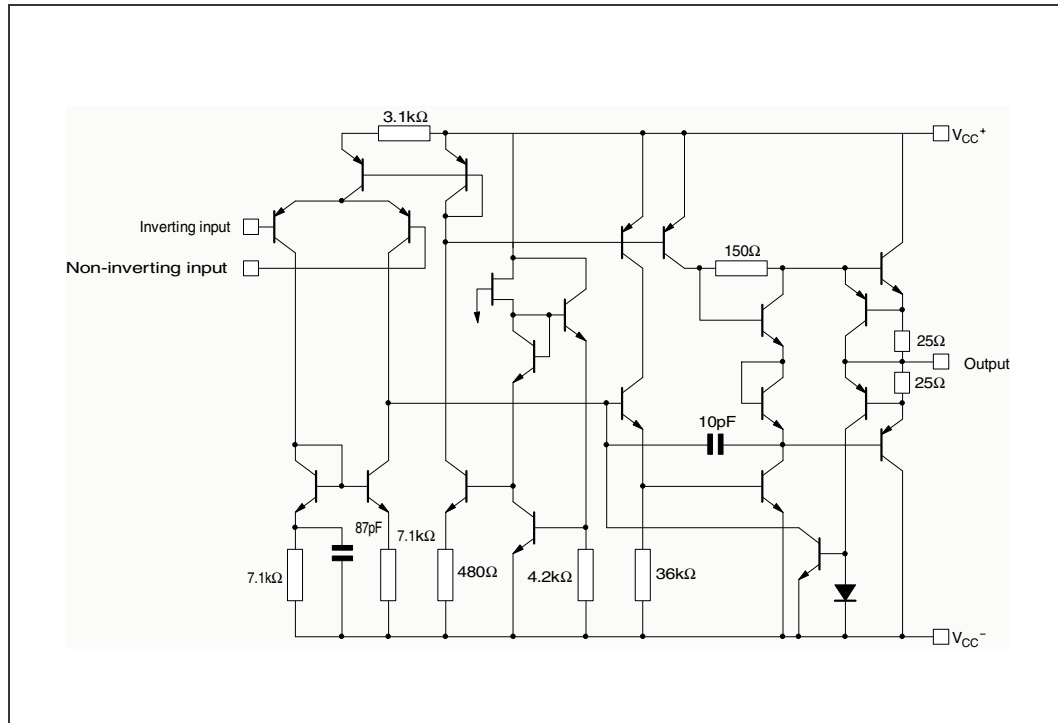 3.1kΩ
VCC+
Inverting input
150Ω
Non-inverting input
25Ω
Output
25Ω
10pF
87pF
7.1kΩ
7.1kΩ
480Ω
4.2kΩ
36kΩ
VCC−